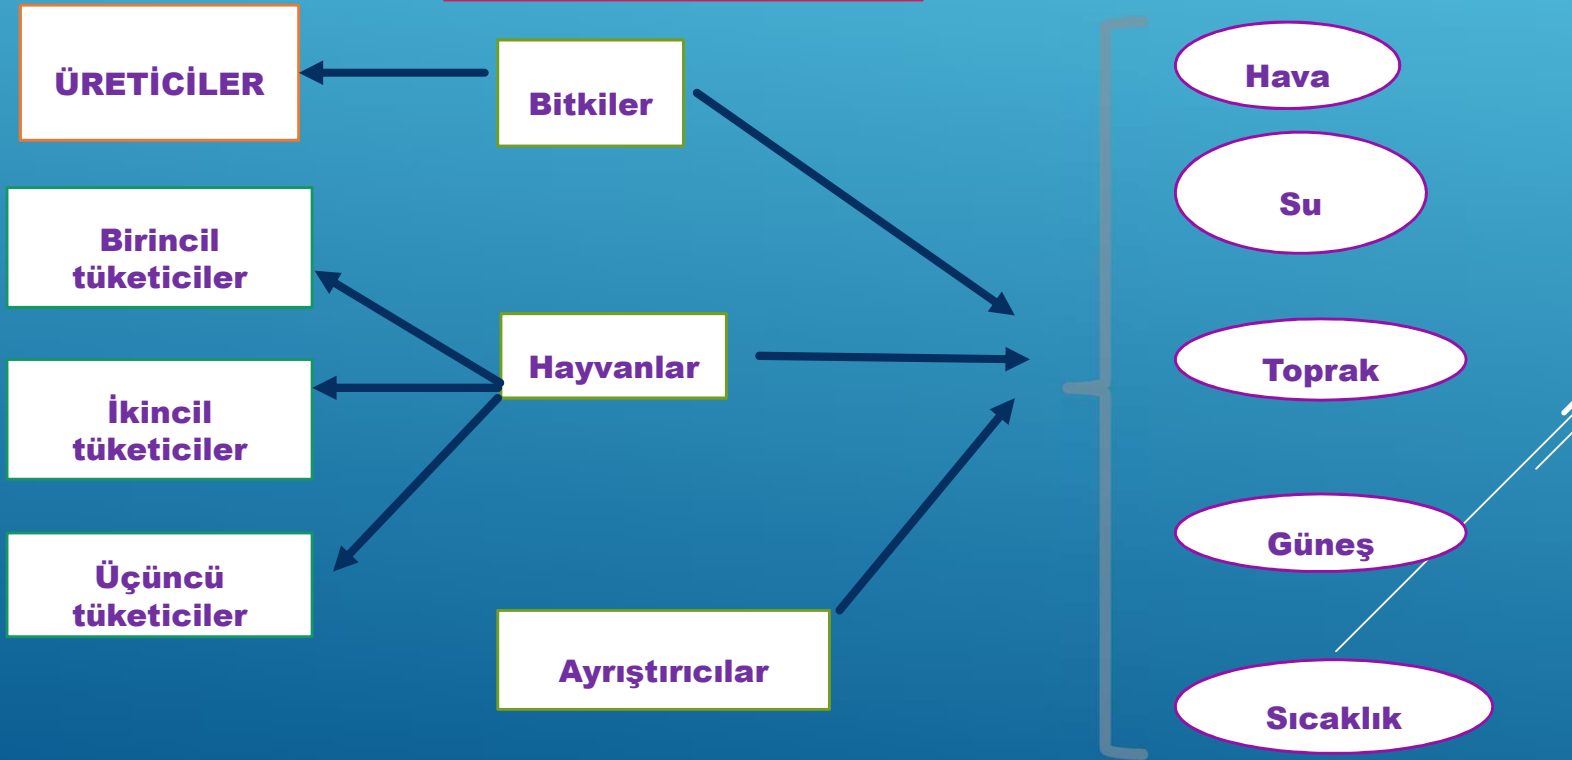 ÜRETİCİLER
Bitkiler
Hava
Su
Birincil
tüketiciler
Hayvanlar
Toprak
İkincil
tüketiciler
Güneş
Üçüncü
tüketiciler
Ayrıştırıcılar
Sıcaklık